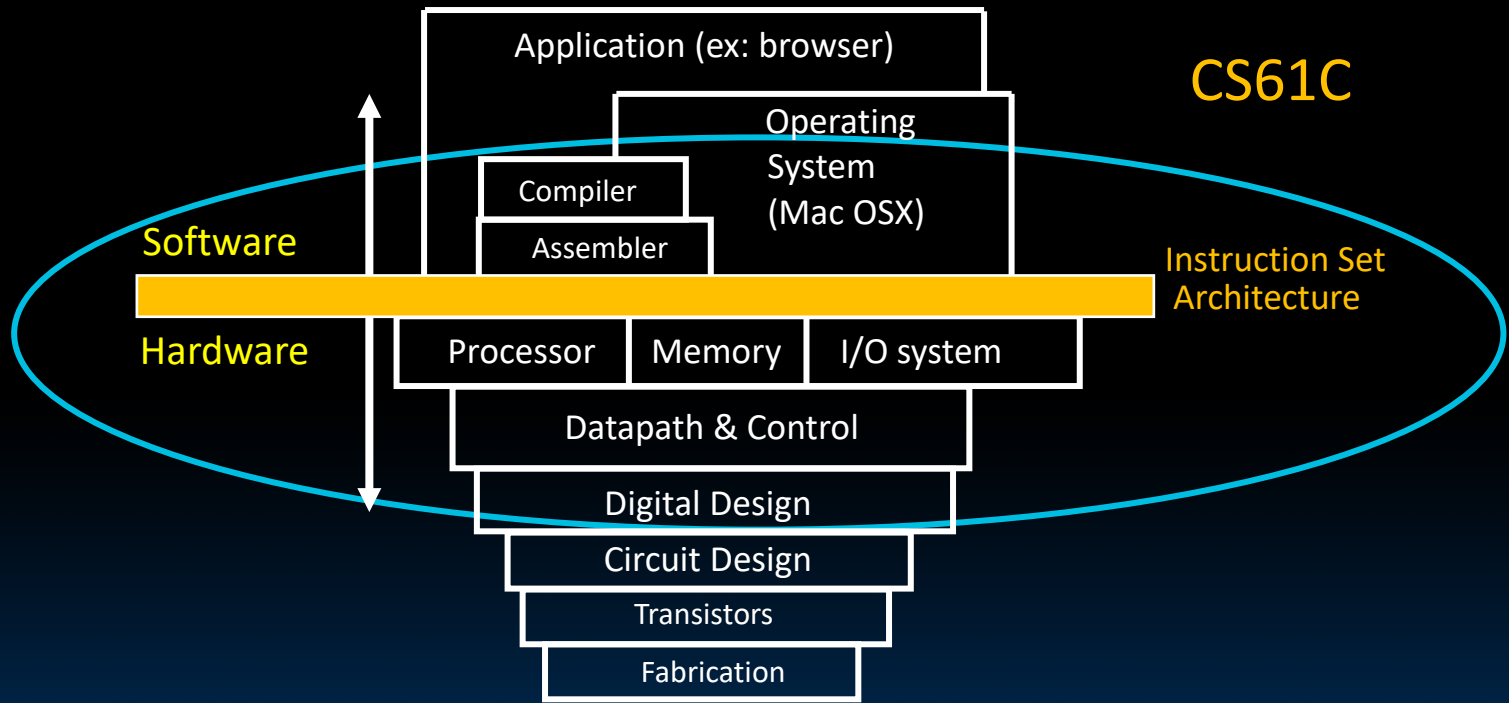 Application (ex: browser)
CS61C
Operating
System
(Mac OSX)
Compiler
Assembler
Software
Instruction Set
Architecture
Hardware
Processor
Memory
I/O system
Datapath & Control
Digital Design
Circuit Design
Transistors
Fabrication